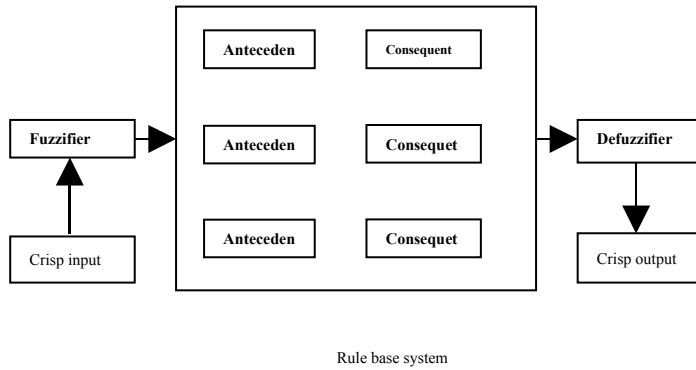 Anteceden
Consequent
Fuzzifier
Anteceden
Consequet
Defuzzifier
Anteceden
Consequet
Crisp input
Crisp output
Rule base system